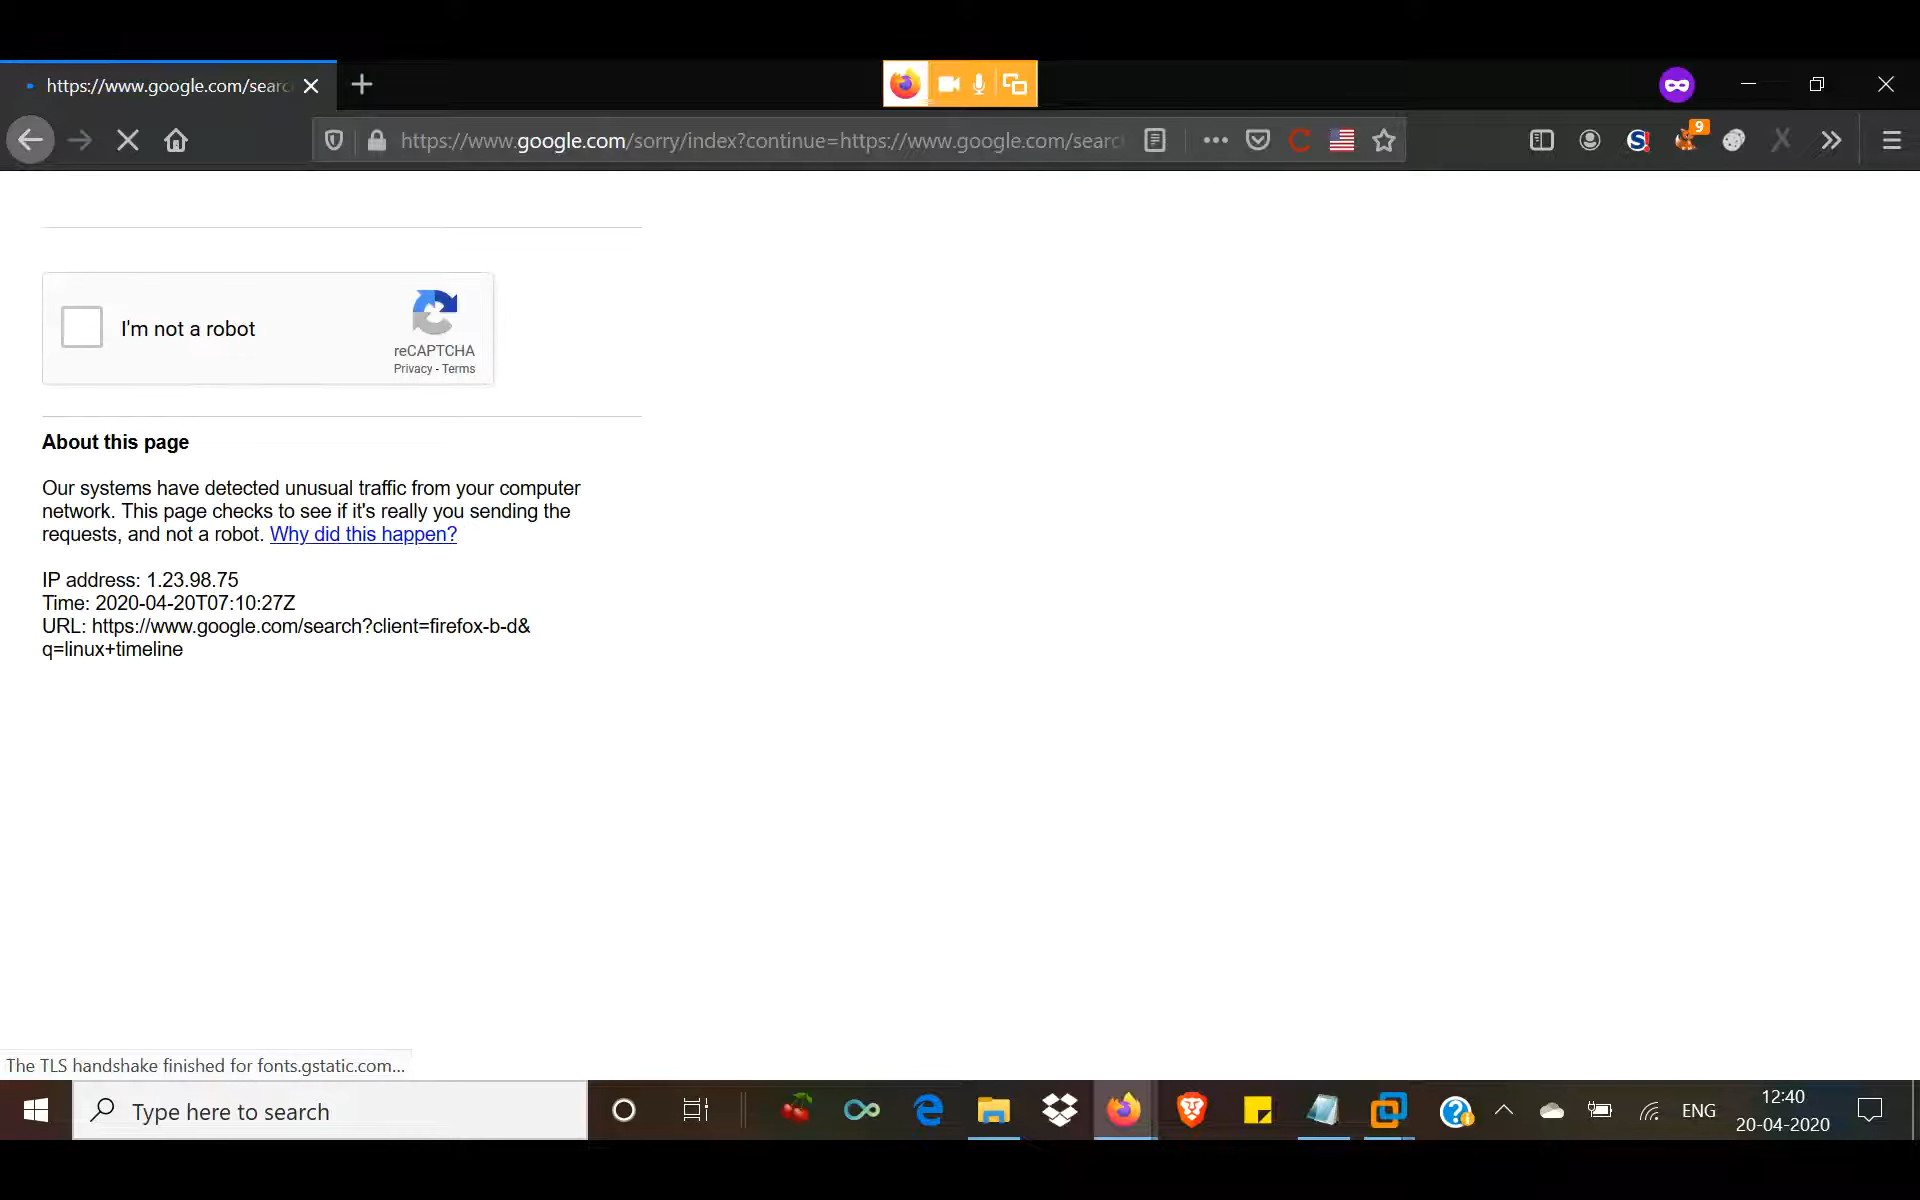 https://www.google.com/searc
https://www.google.com/sorry/index?continue=https://www.google.com/searc
9
I'm not a robot
reCAPTCHA
Privacy - Terms
About this page
Our systems have detected unusual traffic from your computer
network. This page checks to see if it's really you sending the
requests, and not a robot. Why did this happen?
IP address: 1.23.98.75
Time: 2020-04-20T07:10:27Z
URL: https://www.google.com/search?client=firefox-b-d&
q=linux+timeline
The TLS handshake finished for fonts.gstatic.com...
Type here to search
ENG
12:40
20-04-2020